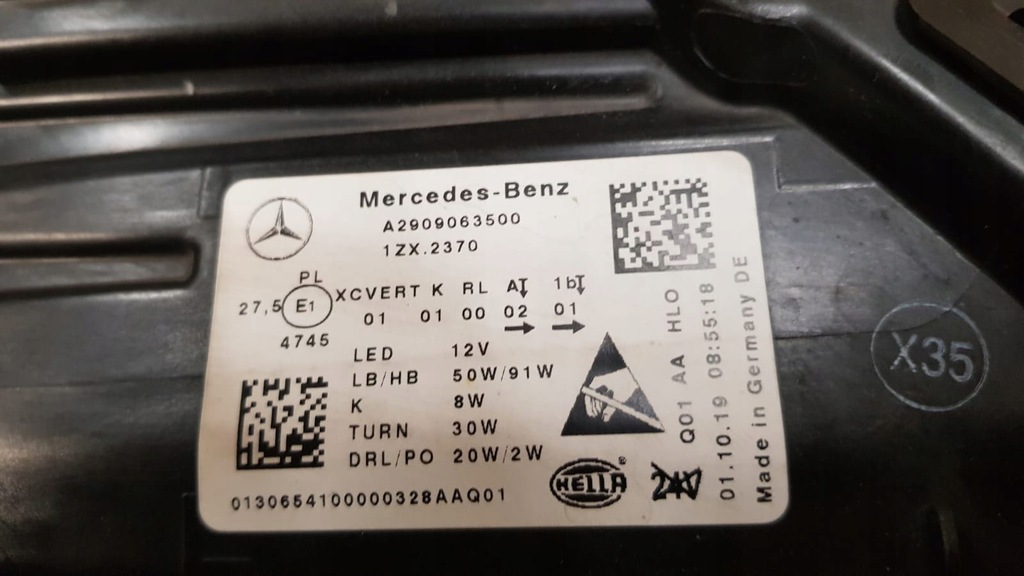 Mercedes-Benz
A2909063500
1ZX.2370
PL
27,5 E1 XCVERT K RL A 1b
01 01 00 02 01
4745
LED 12V
LB/HB 50W/91W
K 8W
TURN 30W
DRL/PO 20W/2W
HELLA ®
0130654100000328AAQ01
Q01 AA HLO
01.10.19 08:55:18
Made in Germany DE
X35